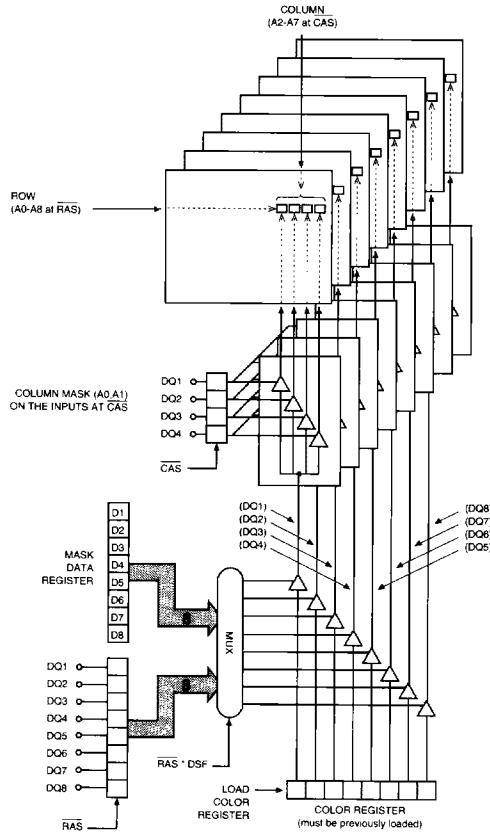 COLUMN
(A2-A7 at CAS)
ROW
(A0-A8 at RAS)
COLUMN MASK (A0,A1)
ON THE INPUTS AT CAS
DQ1
DQ2
DQ3
DQ4
CAS
(DQ1)
(DQ2)
(DQ3)
(DQ4)
(DQ8)
(DQ7)
(DQ6)
(DQ5)
MASK
DATA
REGISTER
D1
D2
D3
D4
D5
D6
D7
D8
8
MUX
DQ1
DQ2
DQ3
DQ4
DQ5
DQ6
DQ7
DQ8
8
RAS
RAS * DSF
LOAD
COLOR
REGISTER
COLOR REGISTER
(must be previously loaded)